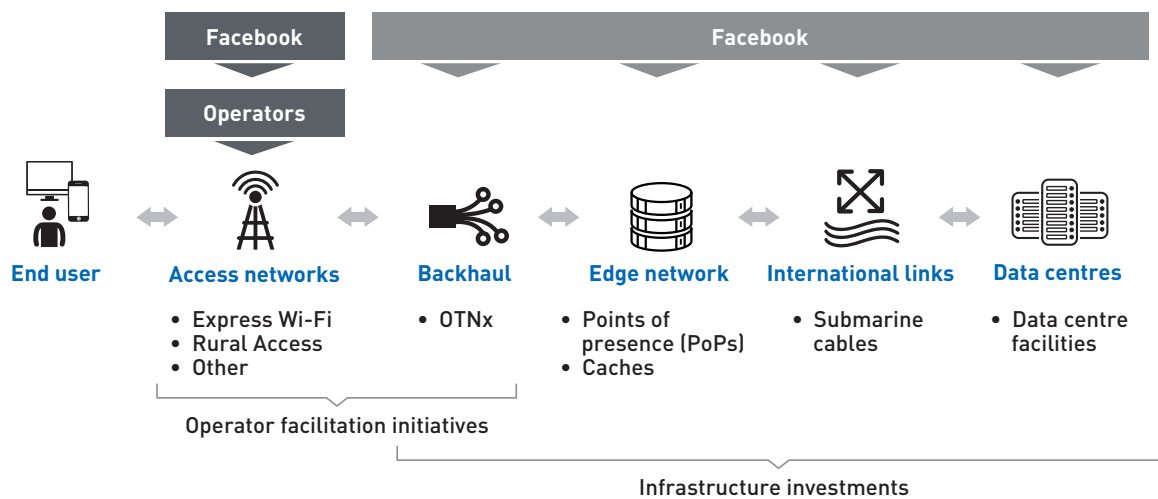 Facebook
Facebook
Operators
End user
Access networks
Backhaul
Edge network
International links
Data centres
• Express Wi-Fi
• Rural Access
• Other
• OTNx
• Points of
presence (PoPs)
• Caches
• Submarine
cables
• Data centre
facilities
Operator facilitation initiatives
Infrastructure investments